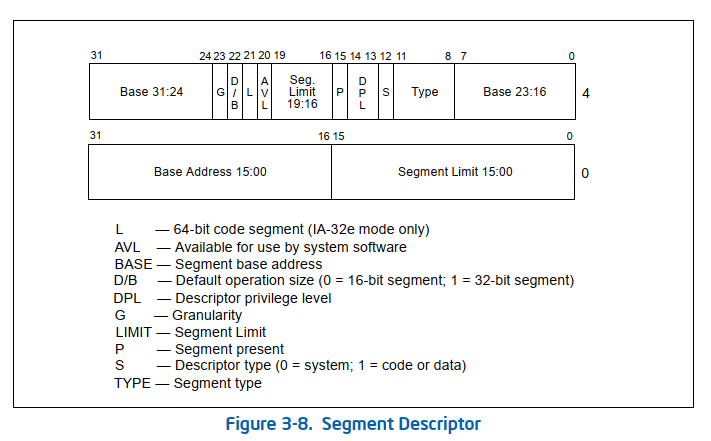 31 24 23 22 21 20 19 16 15 14 13 12 11 8 7 0
Base 31:24 G D/B L AVL Seg. Limit 19:16 P DPL S Type Base 23:16 4
31 16 15 0
Base Address 15:00 Segment Limit 15:00 0
L — 64-bit code segment (IA-32e mode only)
AVL — Available for use by system software
BASE — Segment base address
D/B — Default operation size (0 = 16-bit segment; 1 = 32-bit segment)
DPL — Descriptor privilege level
G — Granularity
LIMIT — Segment Limit
P — Segment present
S — Descriptor type (0 = system; 1 = code or data)
TYPE — Segment type
Figure 3-8. Segment Descriptor